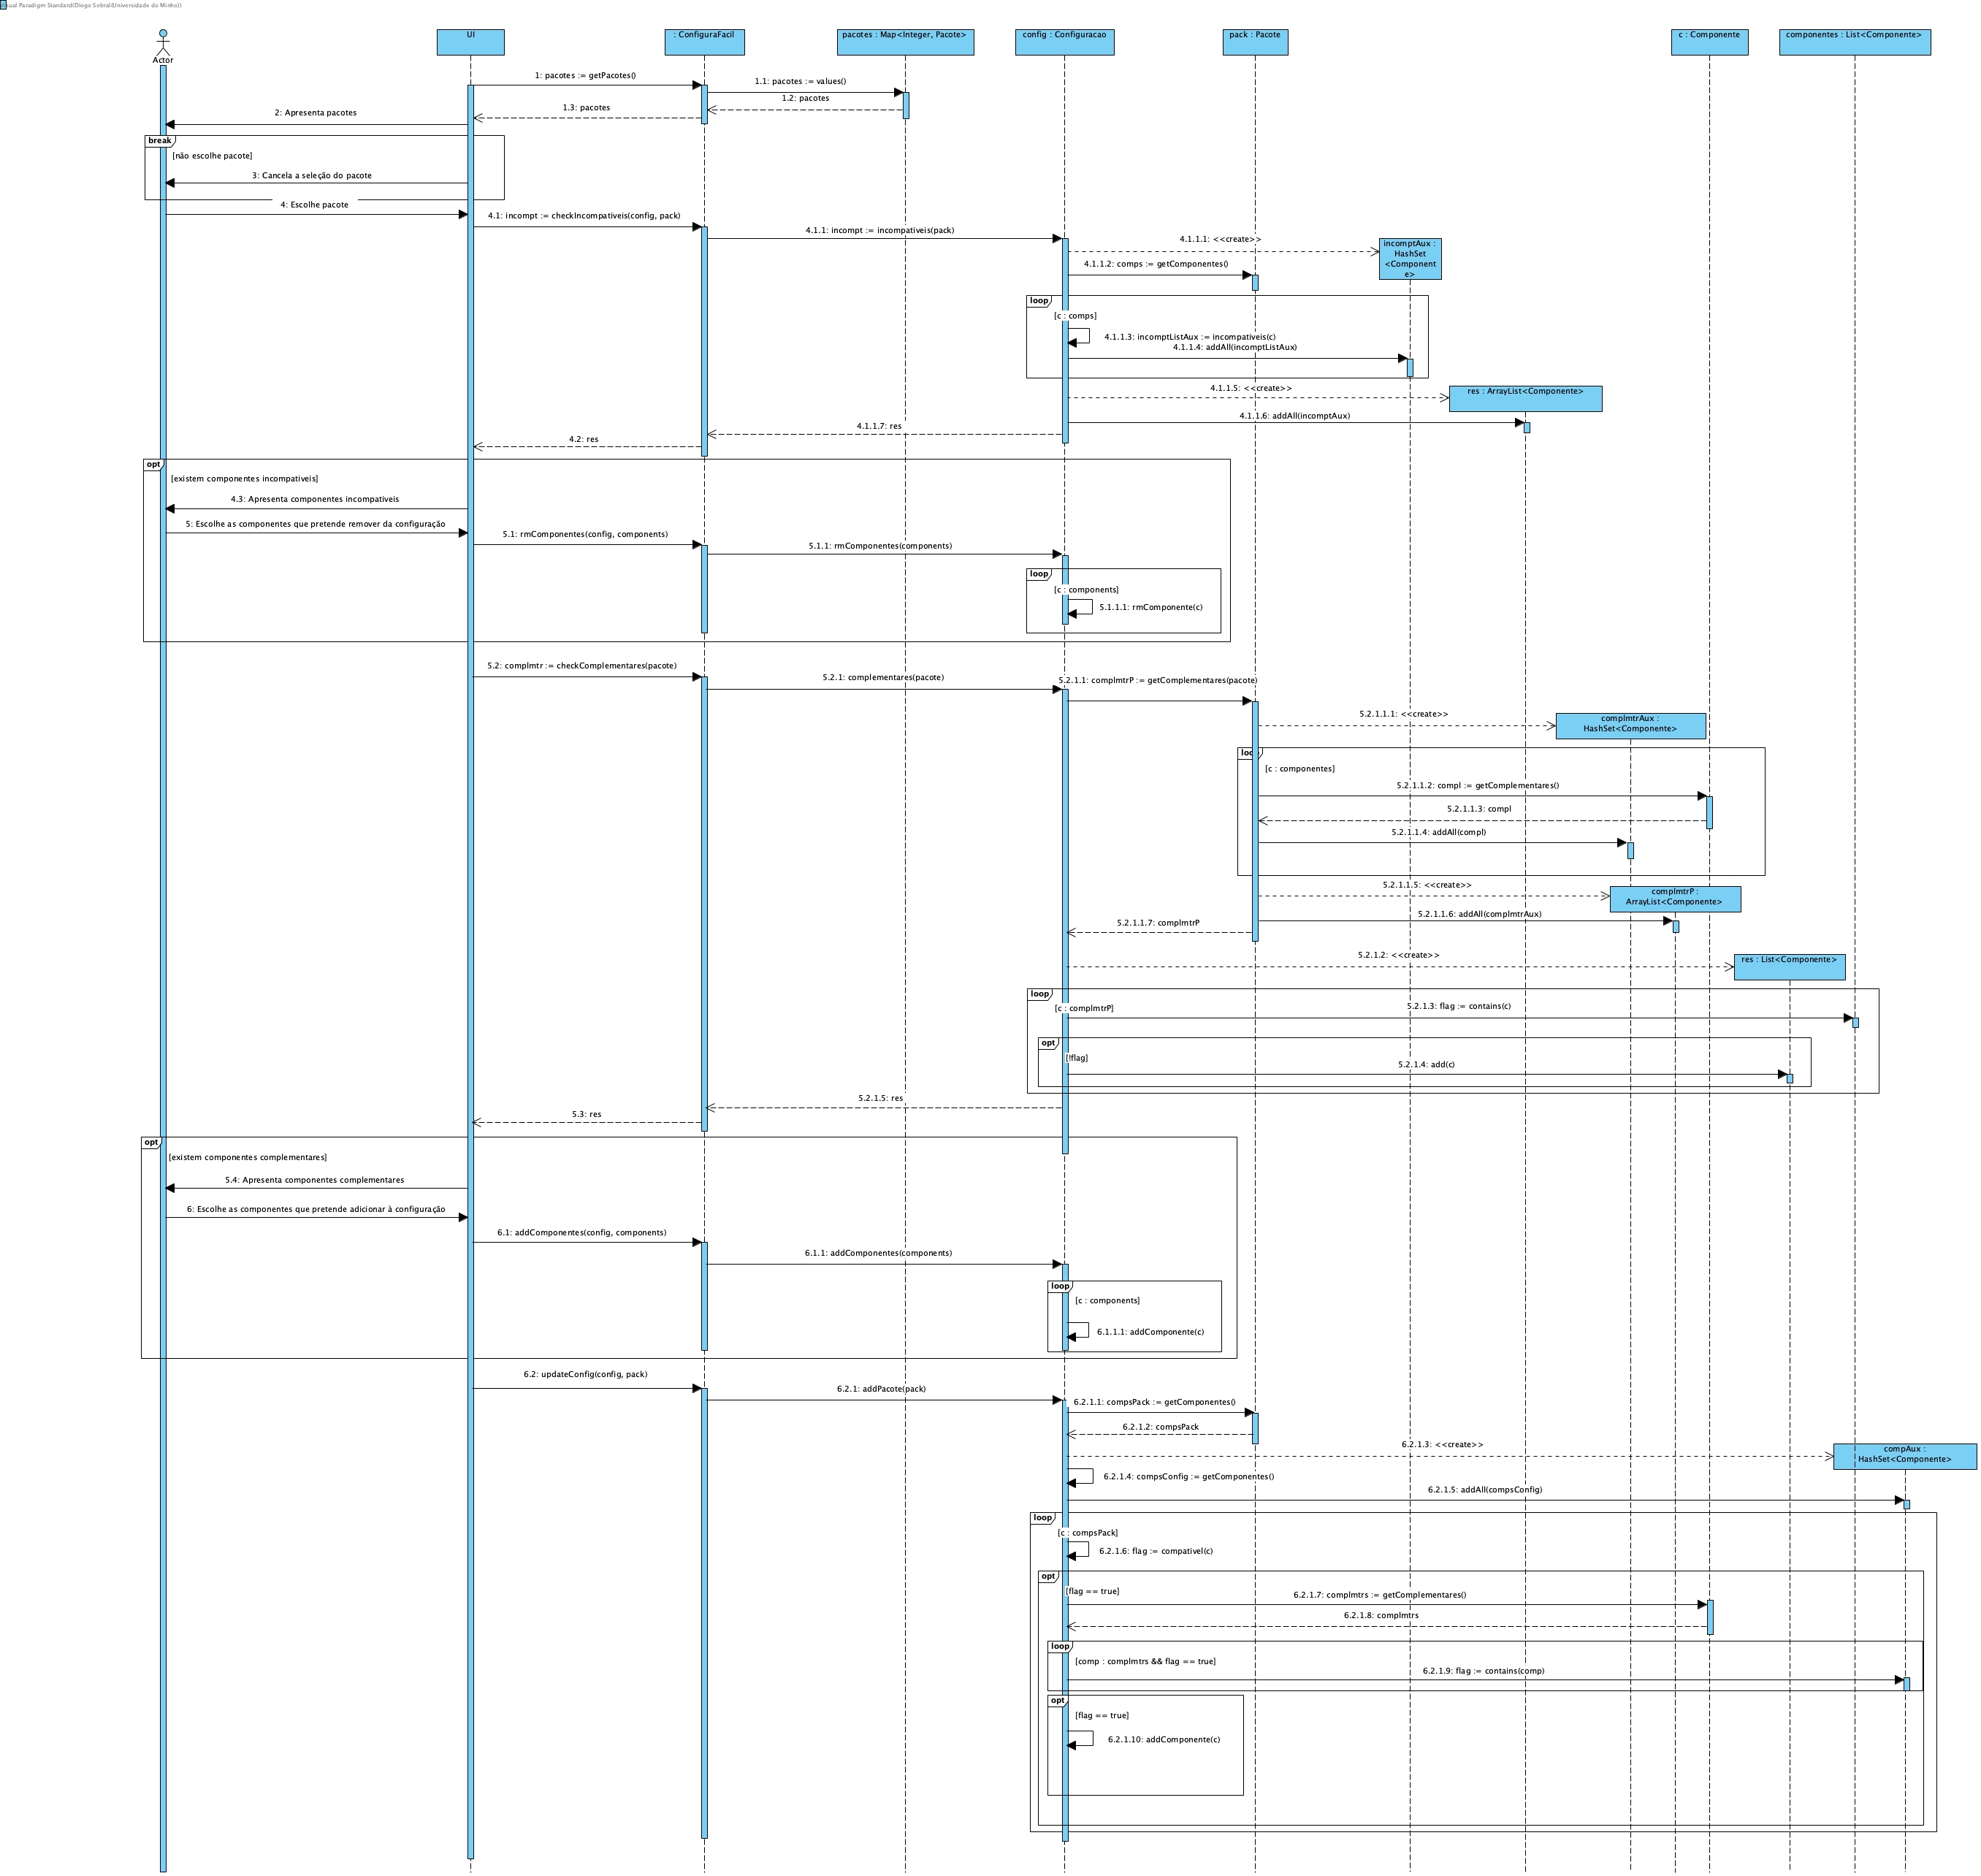 ual Paradigm Standard(Diogo Sobral(Universidade do Minho))
Actor
UI
: ConfiguraFacil
pacotes : Map<Integer, Pacote>
config : Configuracao
pack : Pacote
c : Componente
componentes : List<Componente>
1: pacotes := getPacotes()
1.1: pacotes := values()
1.2: pacotes
1.3: pacotes
2: Apresenta pacotes
break
[não escolhe pacote]
3: Cancela a seleção do pacote
4: Escolhe pacote
4.1: incompt := checkIncompativeis(config, pack)
4.1.1: incompt := incompativeis(pack)
4.1.1.1: <<create>>
incomptAux :
HashSet
<Component
e>
4.1.1.2: comps := getComponentes()
loop
[c : comps]
4.1.1.3: incomptListAux := incompativeis(c)
4.1.1.4: addAll(incomptListAux)
4.1.1.5: <<create>>
res : ArrayList<Componente>
4.1.1.6: addAll(incomptAux)
4.1.1.7: res
4.2: res
opt
[existem componentes incompativeis]
4.3: Apresenta componentes incompativeis
5: Escolhe as componentes que pretende remover da configuração
5.1: rmComponentes(config, components)
5.1.1: rmComponentes(components)
loop
[c : components]
5.1.1.1: rmComponente(c)
5.2: complmtr := checkComplementares(pacote)
5.2.1: complementares(pacote)
5.2.1.1: complmtrP := getComplementares(pacote)
5.2.1.1.1: <<create>>
complmtrAux :
HashSet<Componente>
loop
[c : componentes]
5.2.1.1.2: compl := getComplementares()
5.2.1.1.3: compl
5.2.1.1.4: addAll(compl)
5.2.1.1.5: <<create>>
complmtrP :
ArrayList<Componente>
5.2.1.1.6: addAll(complmtrAux)
5.2.1.1.7: complmtrP
5.2.1.2: <<create>>
res : List<Componente>
loop
[c : complmtrP]
5.2.1.3: flag := contains(c)
opt
[!flag]
5.2.1.4: add(c)
5.2.1.5: res
5.3: res
opt
[existem componentes complementares]
5.4: Apresenta componentes complementares
6: Escolhe as componentes que pretende adicionar à configuração
6.1: addComponentes(config, components)
6.1.1: addComponentes(components)
loop
[c : components]
6.1.1.1: addComponente(c)
6.2: updateConfig(config, pack)
6.2.1: addPacote(pack)
6.2.1.1: compsPack := getComponentes()
6.2.1.2: compsPack
6.2.1.3: <<create>>
compAux :
HashSet<Componente>
6.2.1.4: compsConfig := getComponentes()
6.2.1.5: addAll(compsConfig)
loop
[c : compsPack]
6.2.1.6: flag := compativel(c)
opt
[flag == true]
6.2.1.7: complmtrs := getComplementares()
6.2.1.8: complmtrs
loop
[comp : complmtrs && flag == true]
6.2.1.9: flag := contains(comp)
opt
[flag == true]
6.2.1.10: addComponente(c)